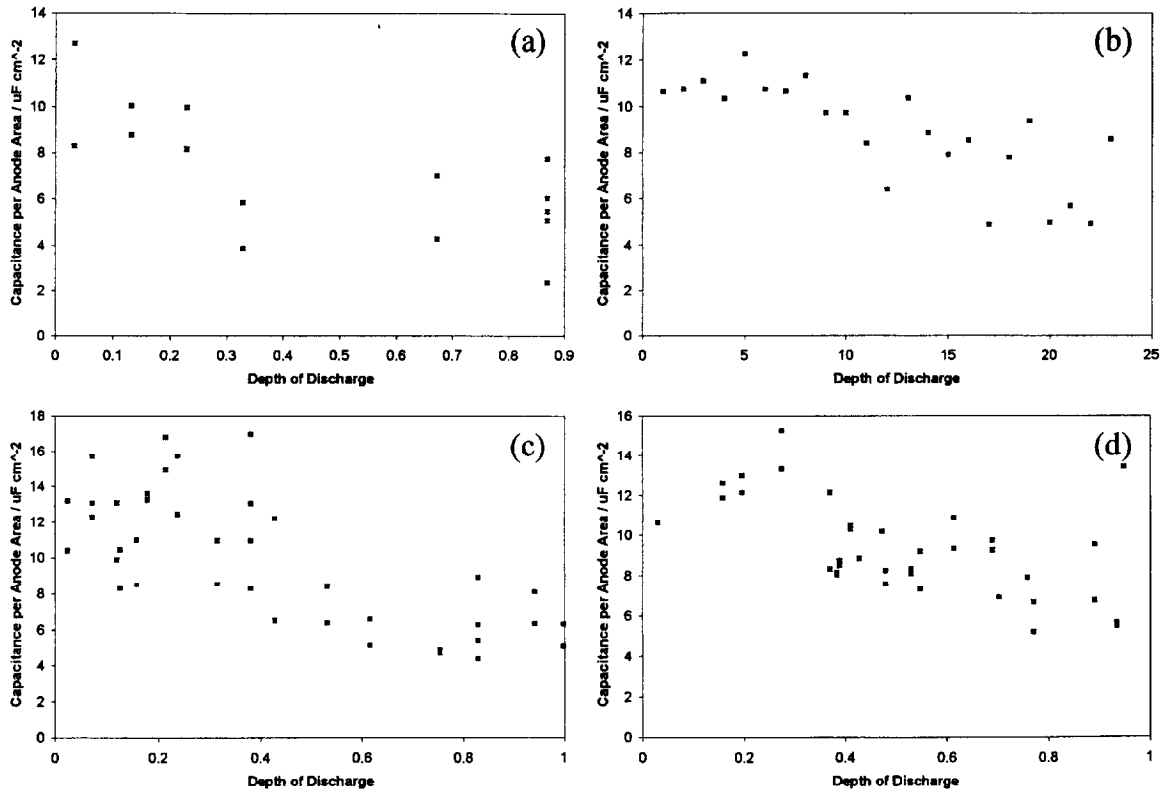 (a)
Capacitance per Anode Area / uF cm^-2
14
12
10
8
6
4
2
0
0 0.1 0.2 0.3 0.4 0.5 0.6 0.7 0.8 0.9
Depth of Discharge
(b)
Capacitance per Anode Area / uF cm^-2
14
12
10
8
6
4
2
0
0 5 10 15 20 25
Depth of Discharge
(c)
Capacitance per Anode Area / uF cm^-2
18
16
14
12
10
8
6
4
2
0
0 0.2 0.4 0.6 0.8 1
Depth of Discharge
(d)
Capacitance per Anode Area / uF cm^-2
16
14
12
10
8
6
4
2
0
0 0.2 0.4 0.6 0.8 1
Depth of Discharge